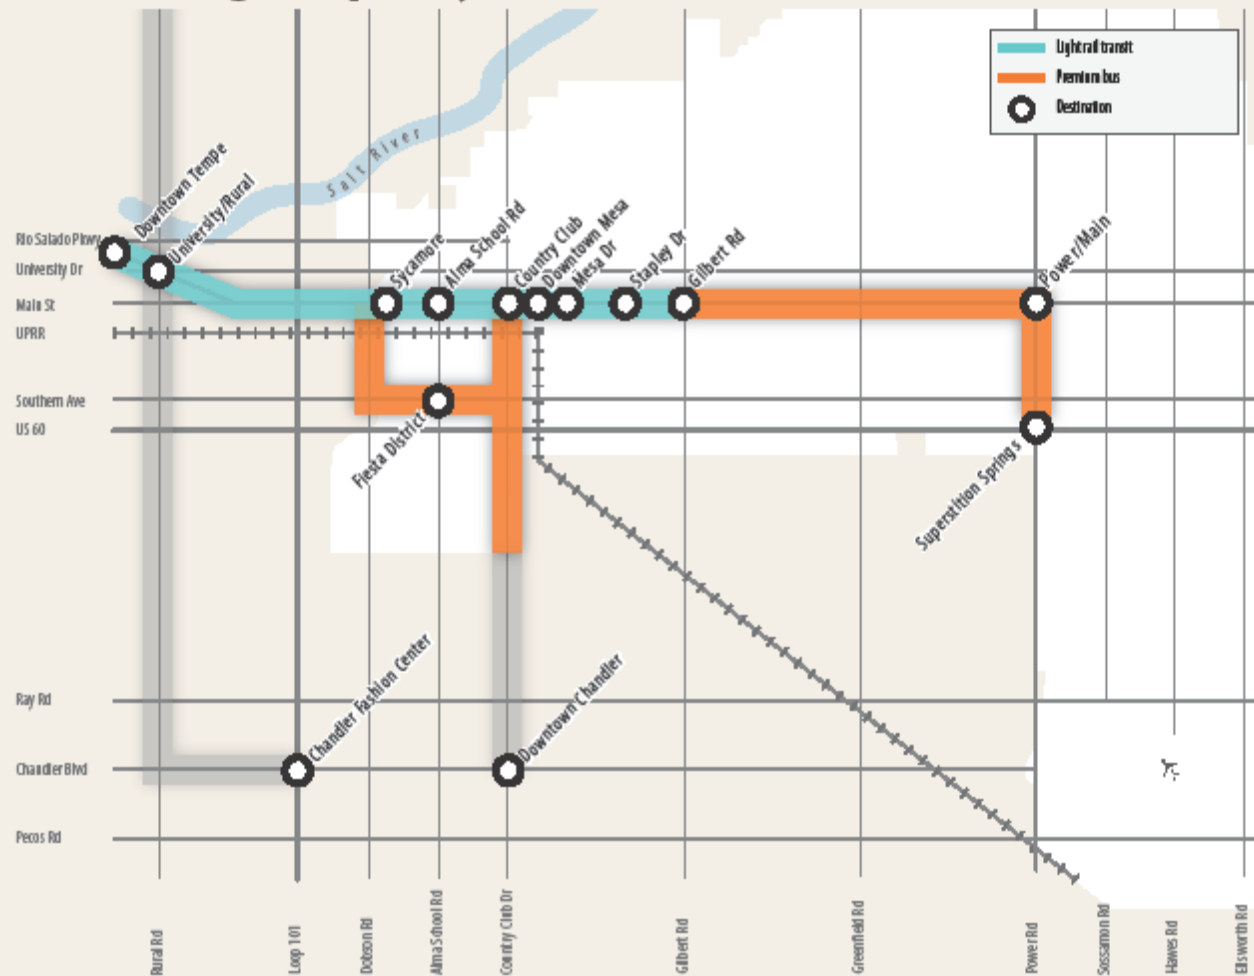 Light rail transit
Premium bus
Destination
Salt River
Downtown Tempe
University/Rural
Sycamore
Alma School Rd
Country Club
Downtown Mesa
Mesa Dr
Stapley Dr
Gilbert Rd
Power/Main
Rio Salado Pkwy
University Dr
Main St
UPRR
Southern Ave
US 60
Fiesta District
Superstition Springs
Chandler Fashion Center
Downtown Chandler
Ray Rd
Chandler Blvd
Pecos Rd
Rural Rd
Loop 101
Dobson Rd
Alma School Rd
Country Club Dr
Gilbert Rd
Greenfield Rd
Power Rd
Sossamon Rd
Hawes Rd
Ellsworth Rd